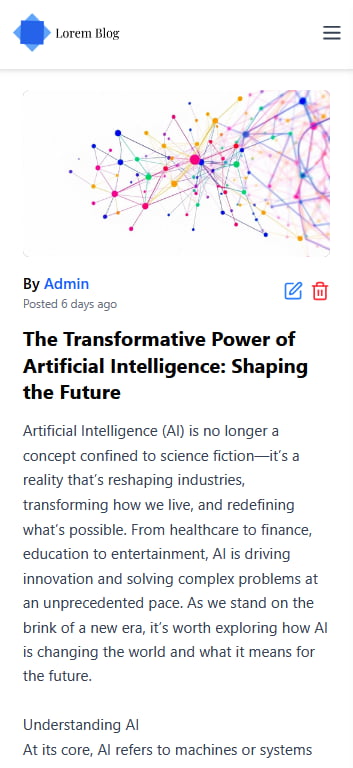 Lorem Blog
By Admin
Posted 6 days ago
The Transformative Power of
Artificial Intelligence: Shaping
the Future
Artificial Intelligence (AI) is no longer a
concept confined to science fiction—it's a
reality that's reshaping industries,
transforming how we live, and redefining
what's possible. From healthcare to finance,
education to entertainment, AI is driving
innovation and solving complex problems at
an unprecedented pace. As we stand on the
brink of a new era, it's worth exploring how AI
is changing the world and what it means for
the future.
Understanding AI
At its core, AI refers to machines or systems